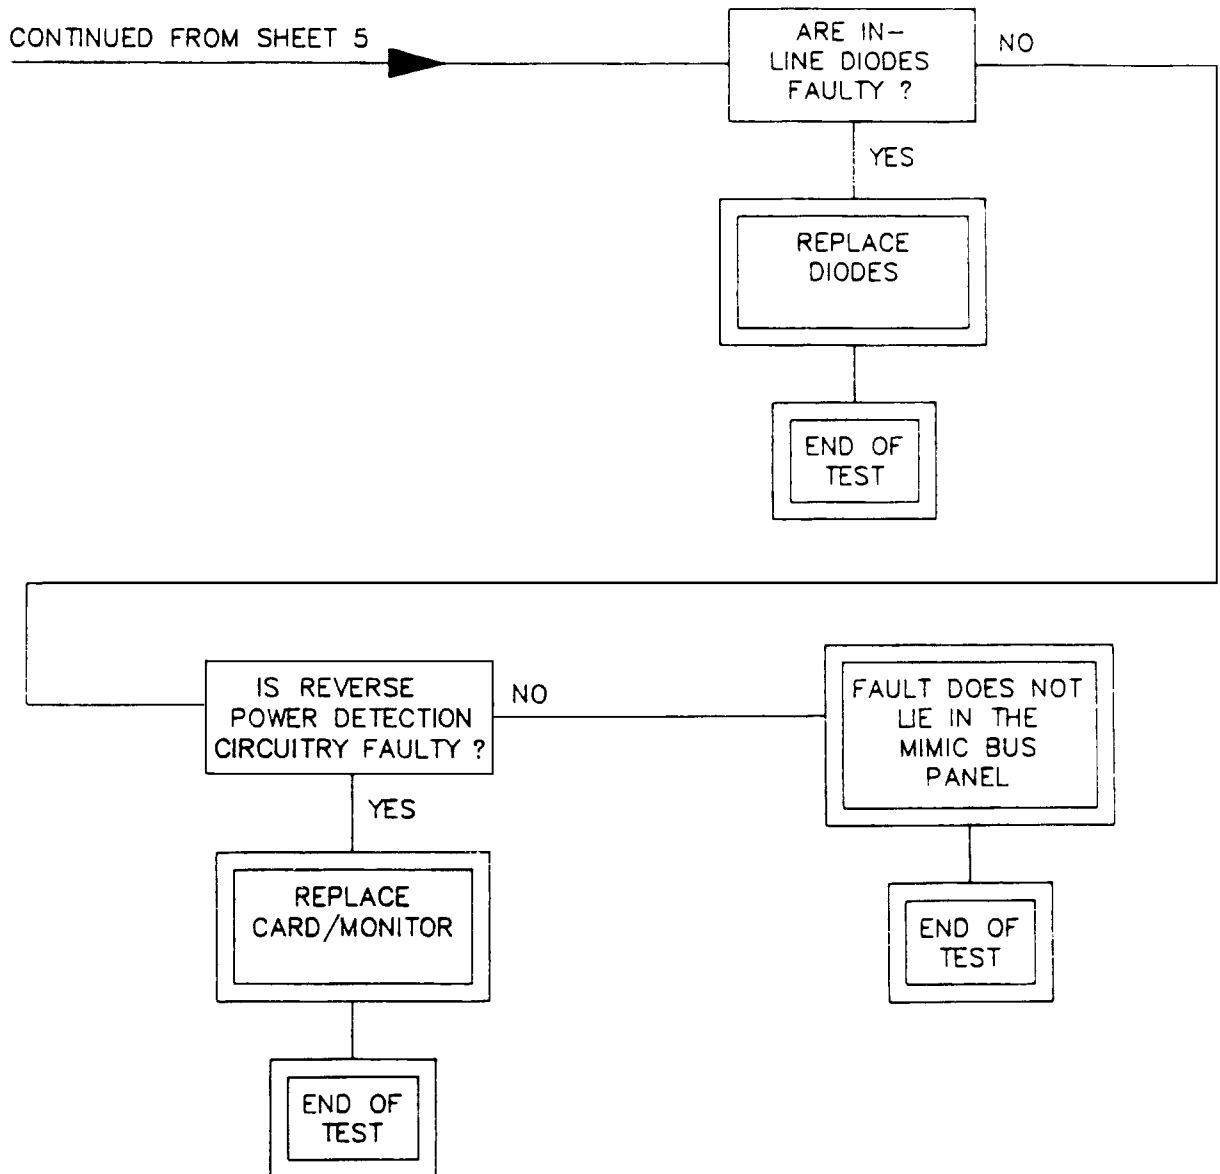 CONTINUED FROM SHEET 5
ARE IN-
LINE DIODES
FAULTY ?
NO
YES
REPLACE
DIODES
END OF
TEST
IS REVERSE
POWER DETECTION
CIRCUITRY FAULTY ?
NO
FAULT DOES NOT
LIE IN THE
MIMIC BUS
PANEL
YES
REPLACE
CARD/MONITOR
END OF
TEST
END OF
TEST